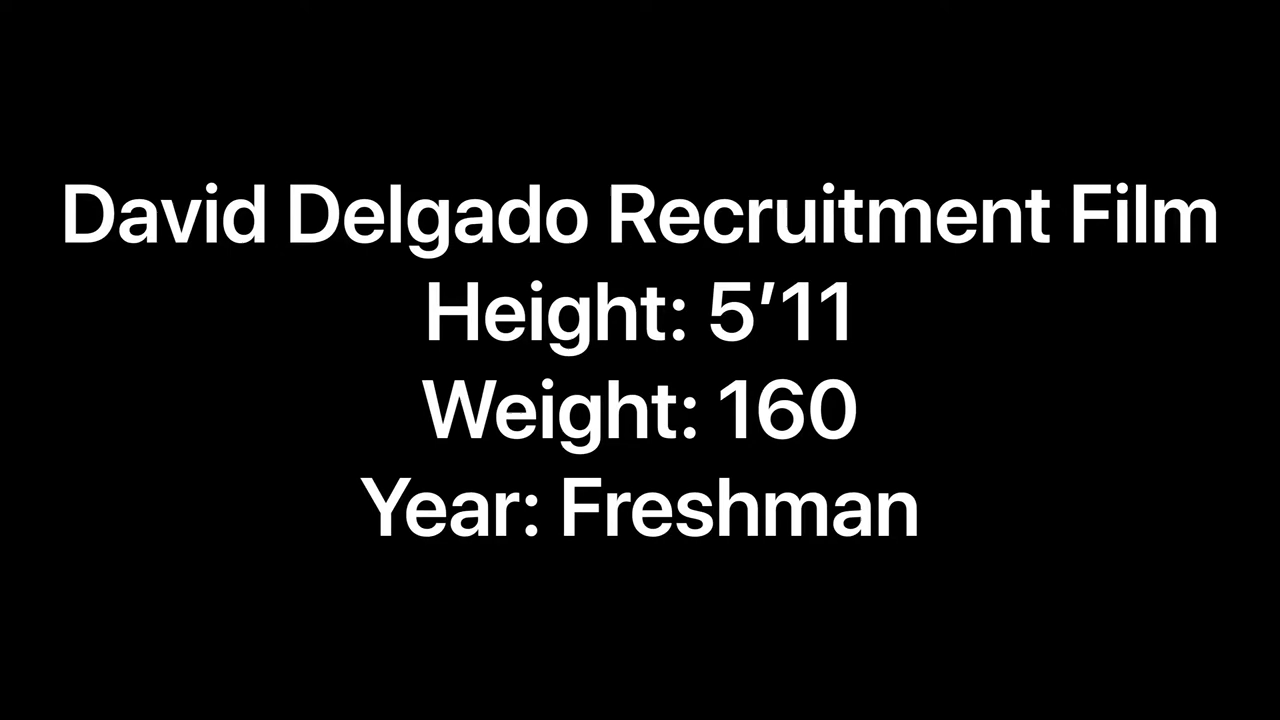 David Delgado Recruitment Film
Height: 5’11
Weight: 160
Year: Freshman